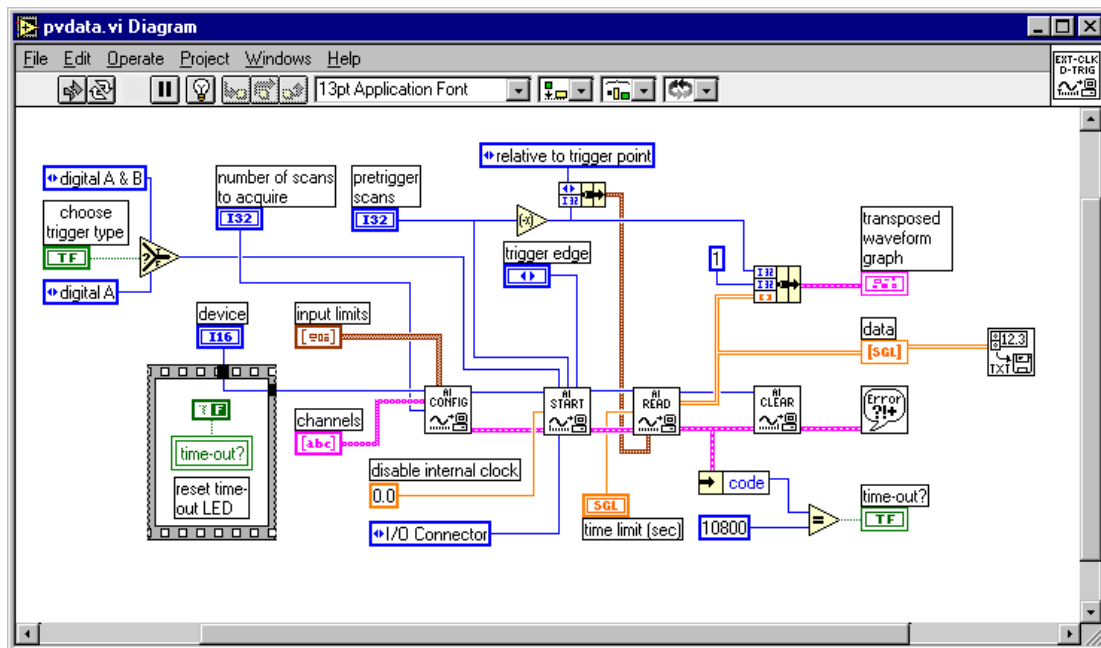 pvdata.vi Diagram
File Edit Operate Project Windows Help
13pt Application Font
EXT-CLK
D-TRIG
relative to trigger point
digital A & B
number of scans
to acquire
I32
pretrigger
scans
I32
I32
choose
trigger type
TF
? F
(-x)
transposed
waveform
graph
trigger edge
1
I32
I32
digital A
device
I16
input limits
data
[SGL]
12.3
TXT
AI
CONFIG
AI
START
AI
READ
AI
CLEAR
Error
?!+
F
channels
[abc]
time-out?
disable internal clock
0.0
reset time-
out LED
code
time-out?
TF
SGL
time limit (sec)
10800
=
I/O Connector